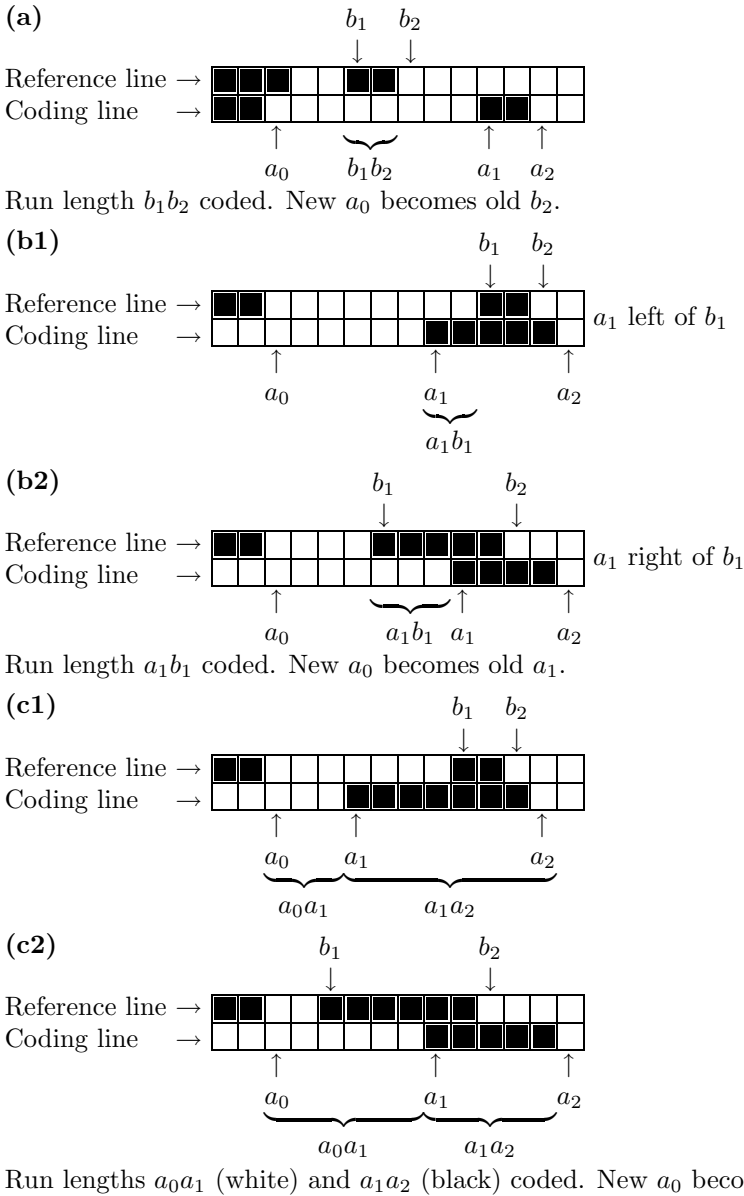 (a)
b₁ b₂
Reference line →
Coding line →
a₀ b₁b₂ a₁ a₂
Run length b₁b₂ coded. New a₀ becomes old b₂.
(b1)
b₁ b₂
Reference line →
a₁ left of b₁
Coding line →
a₀ a₁ a₂
a₁b₁
(b2)
b₁ b₂
Reference line →
a₁ right of b₁
Coding line →
a₀ a₁b₁ a₁ a₂
Run length a₁b₁ coded. New a₀ becomes old a₁.
(c1)
b₁ b₂
Reference line →
Coding line →
a₀ a₁ a₂
a₀a₁ a₁a₂
(c2)
b₁ b₂
Reference line →
Coding line →
a₀ a₁ a₂
a₀a₁ a₁a₂
Run lengths a₀a₁ (white) and a₁a₂ (black) coded. New a₀ beco